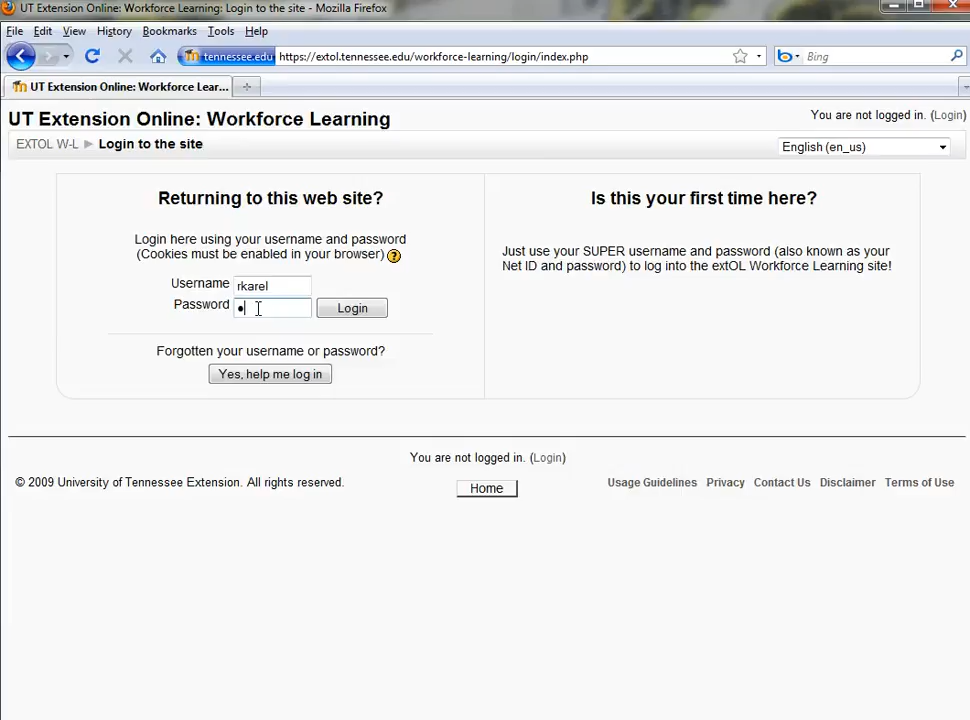 UT Extension Online: Workforce Learning: Login to the site - Mozilla Firefox
File Edit View History Bookmarks Tools Help
tennesee.edu https://extol.tennesee.edu/workforce-learning/login/index.php Bing
UT Extension Online: Workforce Lear...
UT Extension Online: Workforce Learning
You are not logged in. (Login)
EXTOL W-L ► Login to the site
English (en_us)
Returning to this web site?
Login here using your username and password
(Cookies must be enabled in your browser) ?
Username rkarel
Password
Login
Forgotten your username or password?
Yes, help me log in
Is this your first time here?
Just use your SUPER username and password (also known as your
Net ID and password) to log into the extOL Workforce Learning site!
You are not logged in. (Login)
© 2009 University of Tennessee Extension. All rights reserved.
Home
Usage Guidelines Privacy Contact Us Disclaimer Terms of Use